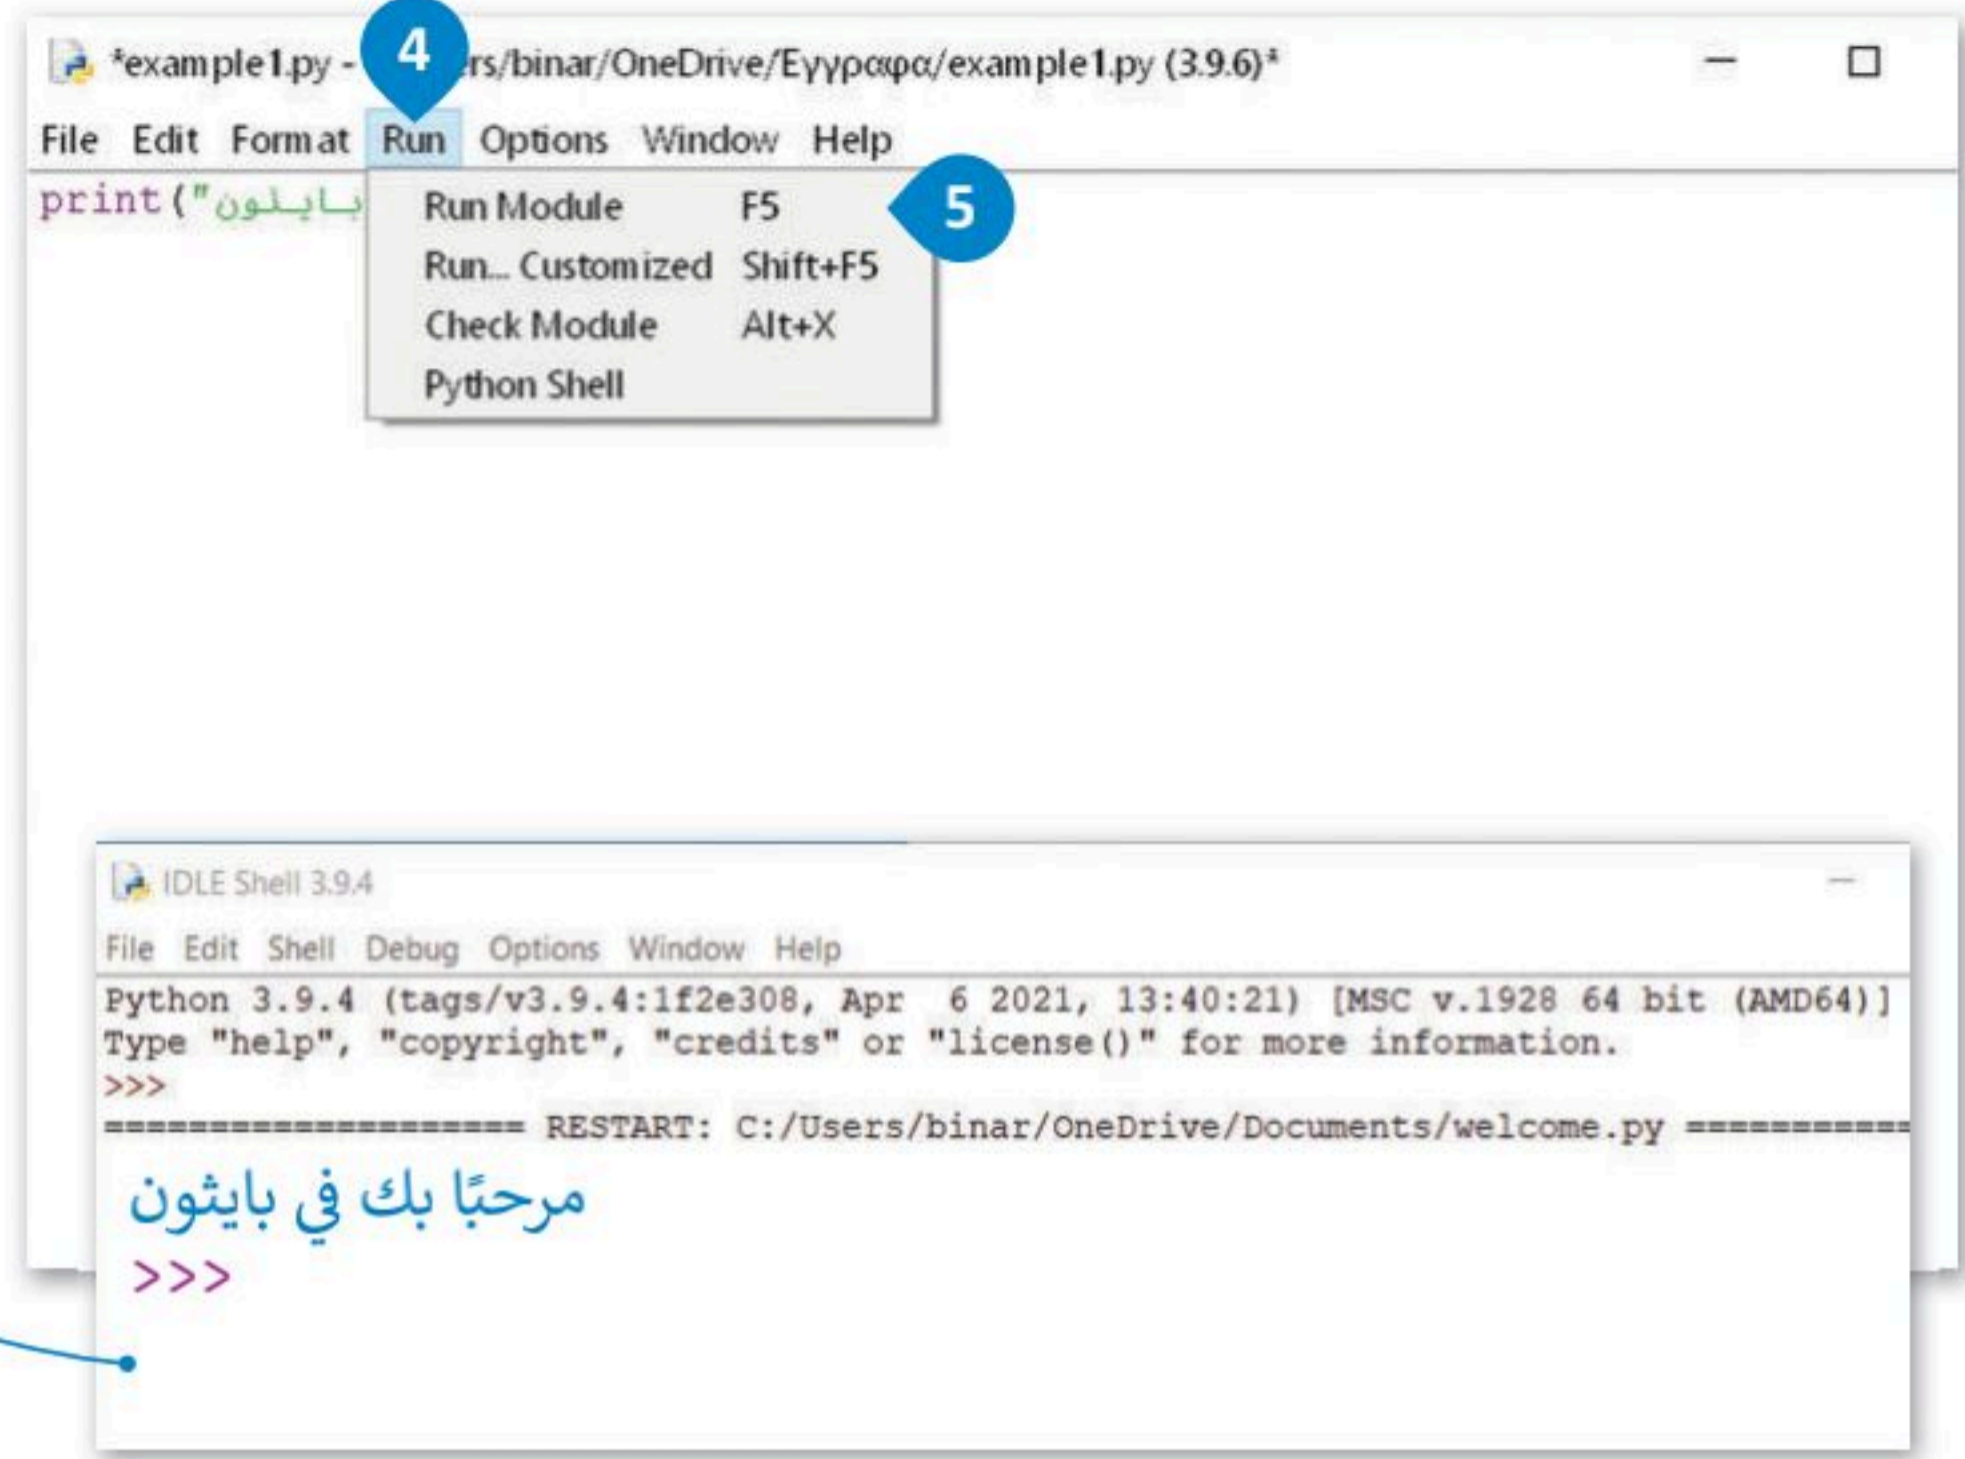 4
*example1.py - rs/binar/OneDrive/Έγγραφα/example1.py (3.9.6)*
File Edit Format Run Options Window Help
print("بايثون
Run Module F5
5
Run... Customized Shift+F5
Check Module Alt+X
Python Shell
IDLE Shell 3.9.4
File Edit Shell Debug Options Window Help
Python 3.9.4 (tags/v3.9.4:1f2e308, Apr 6 2021, 13:40:21) [MSC v.1928 64 bit (AMD64)]
Type "help", "copyright", "credits" or "license()" for more information.
>>>
==================== RESTART: C:/Users/binar/OneDrive/Documents/welcome.py ===========
مرحبًا بك في بايثون
>>>